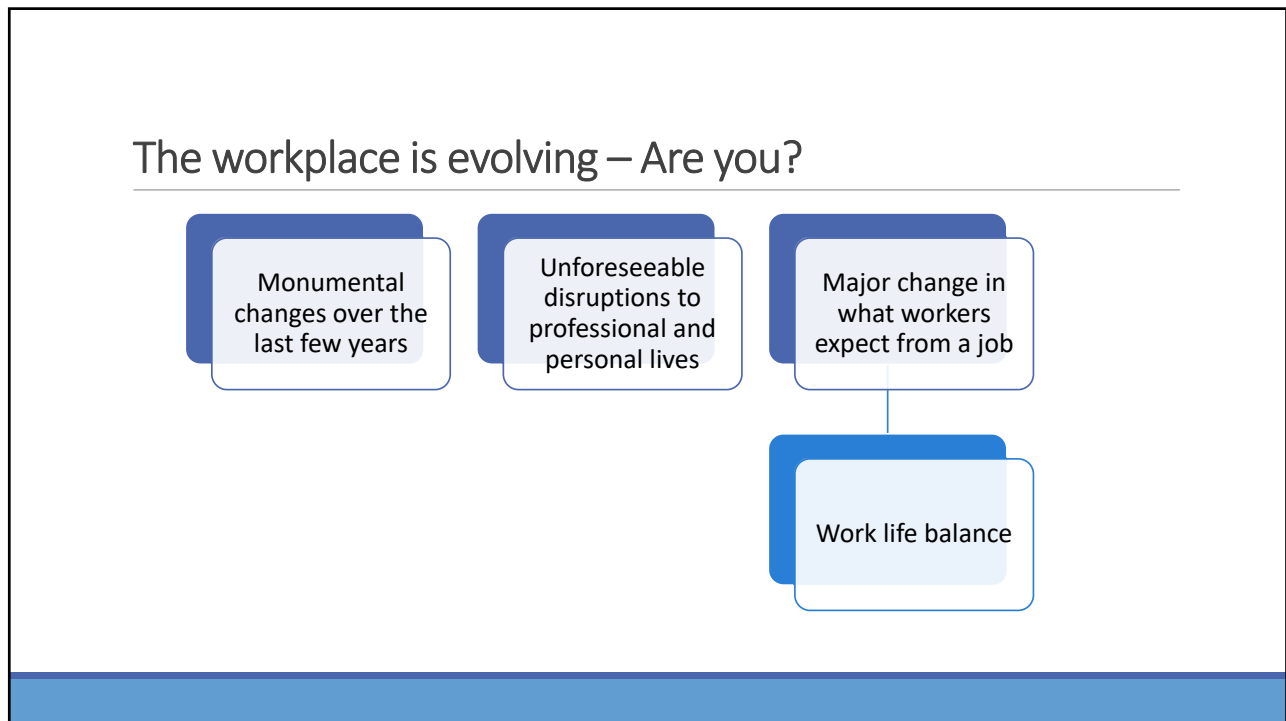 The workplace is evolving – Are you?
Monumental
changes over the
last few years
Unforeseeable
disruptions to
professional and
personal lives
Major change in
what workers
expect from a job
Work life balance